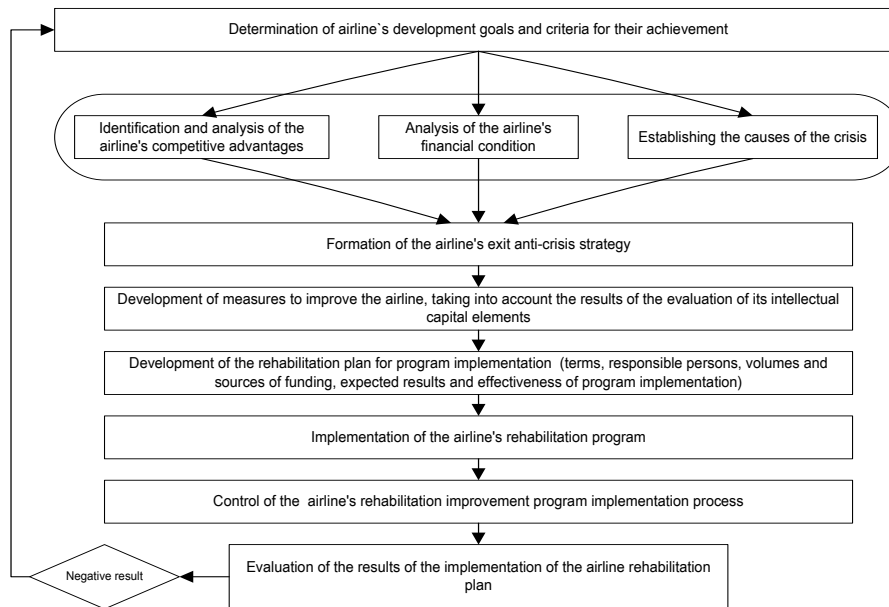 Determination of airline`s development goals and criteria for their achievement
Identification and analysis of the
airline's competitive advantages
Analysis of the airline's
financial condition
Establishing the causes of the crisis
Formation of the airline's exit anti-crisis strategy
Development of measures to improve the airline, taking into account the results of the evaluation of its intellectual
capital elements
Development of the rehabilitation plan for program implementation (terms, responsible persons, volumes and
sources of funding, expected results and effectiveness of program implementation)
Implementation of the airline's rehabilitation program
Control of the airline's rehabilitation improvement program implementation process
Evaluation of the results of the implementation of the airline rehabilitation
plan
Negative result